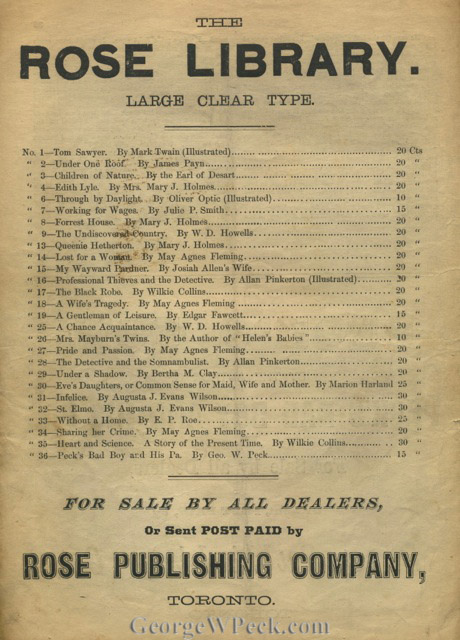 THE
ROSE LIBRARY.
LARGE CLEAR TYPE.
No. 1—Tom Sawyer. By Mark Twain (Illustrated) 20 Cts
" 2—Under One Roof. By James Payn 20 "
" 3—Children of Nature. By the Earl of Desart 20 "
" 4—Edith Lyle. By Mrs. Mary J. Holmes 20 "
" 6—Through by Daylight. By Oliver Optic (Illustrated) 10 "
" 7—Working for Wages. By Julie P. Smith 15 "
" 8—Forrest House. By Mary J. Holmes 20 "
" 9—The Undiscovered Country. By W. D. Howells 20 "
" 13—Queenie Hetherton. By Mary J. Holmes 20 "
" 14—Lost for a Woman. By May Agnes Fleming 20 "
" 15—My Wayward Partner. By Josiah Allen's Wife 20 "
" 16—Professional Thieves and the Detective. By Allan Pinkerton (Illustrated) 30 "
" 17—The Black Robe. By Wilkie Collins 20 "
" 18—A Wife's Tragedy. By May Agnes Fleming 20 "
" 19—A Gentleman of Leisure. By Edgar Fawcett 15 "
" 25—A Chance Acquaintance. By W. D. Howells 20 "
" 26—Mrs. Mayburn's Twins. By the Author of "Helen's Babies" 10 "
" 27—Pride and Passion. By May Agnes Fleming 20 "
" 28—The Detective and the Somnambulist. By Allan Pinkerton 20 "
" 29—Under a Shadow. By Bertha M. Clay 20 "
" 30—Eve's Daughters, or Common Sense for Maid, Wife and Mother. By Marion Harland 25 "
" 31—Infelice. By Augusta J. Evans Wilson 30 "
" 32—St. Elmo. By Augusta J. Evans Wilson 30 "
" 33—Without a Home. By E. P. Roe 25 "
" 34—Sharing her Crime. By May Agnes Fleming 20 "
" 35—Heart and Science. A Story of the Present Time. By Wilkie Collins 30 "
" 36—Peck's Bad Boy and His Pa. By Geo. W. Peck 15 "
FOR SALE BY ALL DEALERS,
Or Sent POST PAID by
ROSE PUBLISHING COMPANY,
TORONTO.
GeorgeWPeck.com